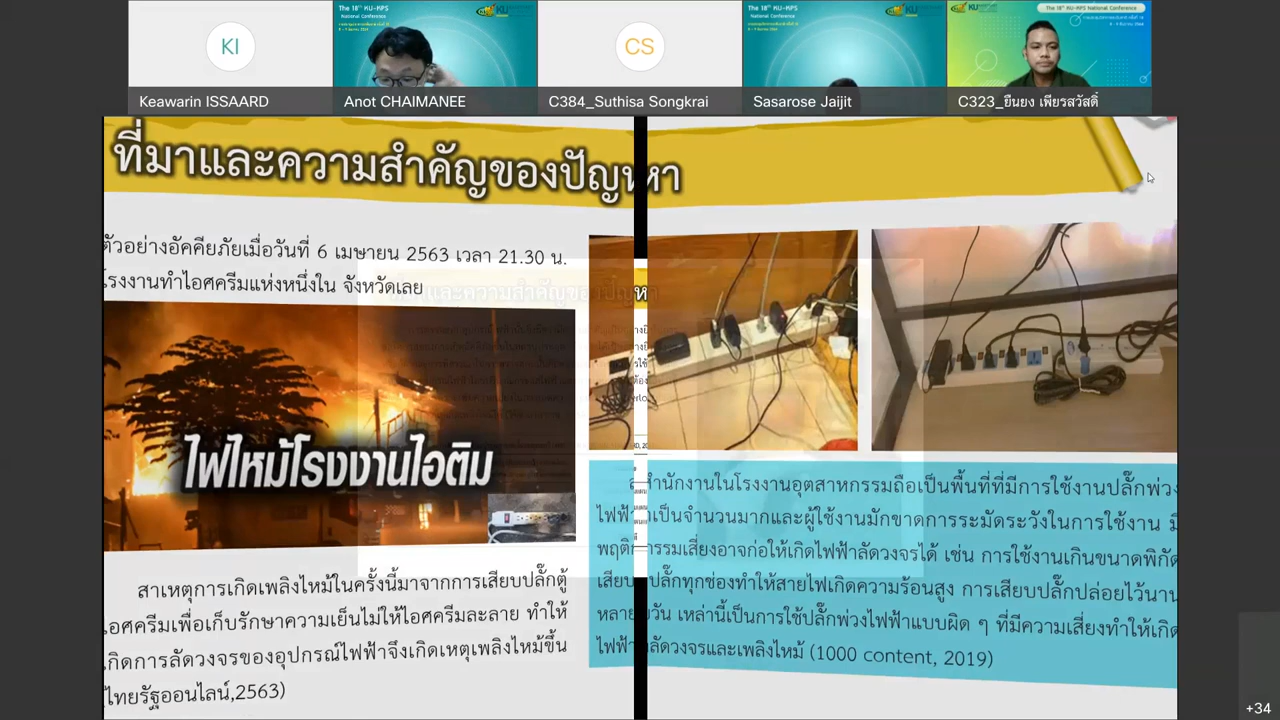 The 18th KU-KPS
National Conference
The 18th KU-KPS
National Conference
The 18th KU-KPS National Conference
KI
CS
Keawarin ISSAARD
Anot CHAIMANEE
C384_Suthisa Songkrai
Sasarose Jaijit
C323_ยืนยง เพียรสวัสดิ์
ที่มาและความสำคัญของปัญหา
ตัวอย่างอัคคียภัยเมื่อวันที่ 6 เมษายน 2563 เวลา 21.30 น.
โรงงานทำไอศครีมแห่งหนึ่งใน จังหวัดเลย
ไฟไหม้โรงงานไอติม
สาเหตุการเกิดเพลิงไหม้ในครั้งนี้มาจากการเสียบปลั๊กตู้
ไอศครีมเพื่อเก็บรักษาความเย็นไม่ให้ไอศครีมละลาย ทำให้
เกิดการลัดวงจรของอุปกรณ์ไฟฟ้าจึงเกิดเหตุเพลิงไหม้ขึ้น
ไทยรัฐออนไลน์,2563)
สำนักงานในโรงงานอุตสาหกรรมถือเป็นพื้นที่ที่มีการใช้งานปลั๊กพ่วง
ไฟฟ้าเป็นจำนวนมากและผู้ใช้งานมักขาดการระมัดระวังในการใช้งาน มี
พฤติกรรมเสี่ยงอาจก่อให้เกิดไฟฟ้าลัดวงจรได้ เช่น การใช้งานเกินขนาดพิกัด
เสียบปลั๊กทุกช่องทำให้สายไฟเกิดความร้อนสูง การเสียบปลั๊กปล่อยไว้นาน
หลายวัน เหล่านี้เป็นการใช้ปลั๊กพ่วงไฟฟ้าแบบผิด ๆ ที่มีความเสี่ยงทำให้เกิด
ไฟฟ้าลัดวงจรและเพลิงไหม้ (1000 content, 2019)
+34